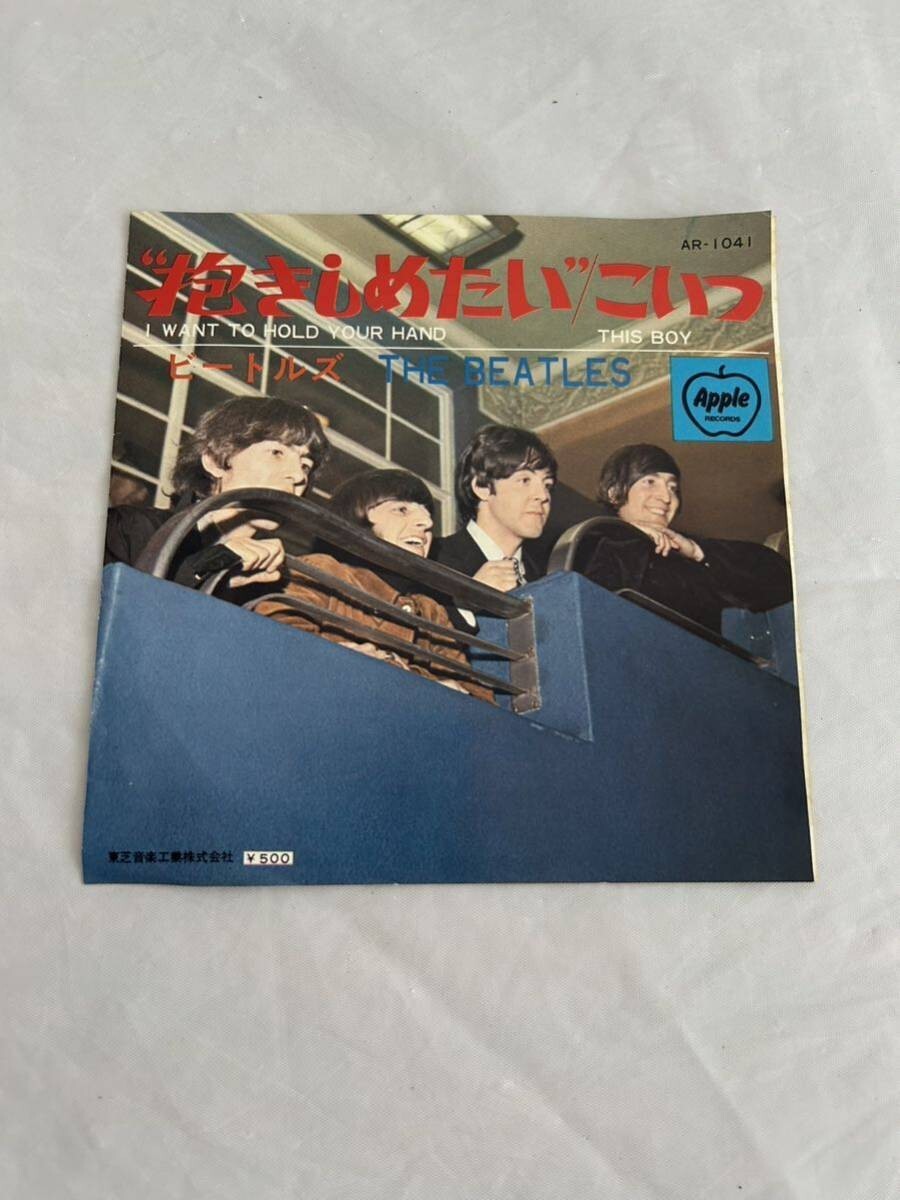 AR-1041
“抱きしめたい”/こいつ
I WANT TO HOLD YOUR HAND THIS BOY
ビートルズ THE BEATLES
Apple
RECORDS
東芝音楽工業株式会社 ¥500